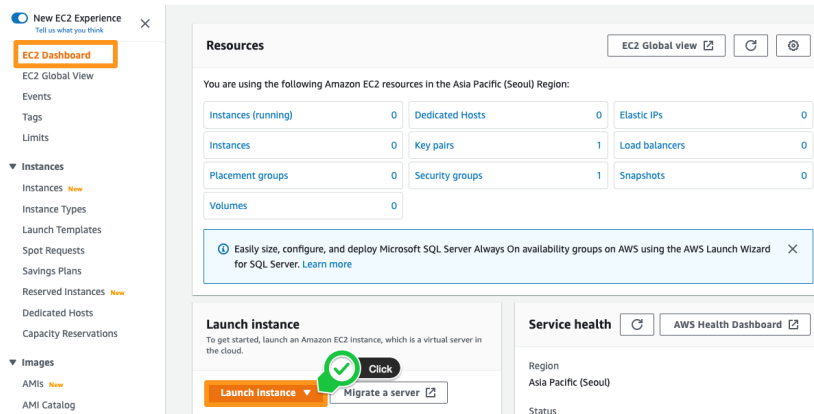 New EC2 Experience
Tell us what you think
EC2 Dashboard
EC2 Global View
Events
Tags
Limits
Instances
Instances New
Instance Types
Launch Templates
Spot Requests
Savings Plans
Reserved Instances New
Dedicated Hosts
Capacity Reservations
Images
AMIs New
AMI Catalog
Resources
EC2 Global view
You are using the following Amazon EC2 resources in the Asia Pacific (Seoul) Region:
Instances (running) 0
Dedicated Hosts 0
Elastic IPs 0
Instances 0
Key pairs 1
Load balancers 0
Placement groups 0
Security groups 1
Snapshots 0
Volumes 0
Easily size, configure, and deploy Microsoft SQL Server Always On availability groups on AWS using the AWS Launch Wizard
for SQL Server. Learn more
Launch instance
To get started, launch an Amazon EC2 instance, which is a virtual server in
the cloud.
Click
Launch instance
Migrate a server
Service health
AWS Health Dashboard
Region
Asia Pacific (Seoul)
Status